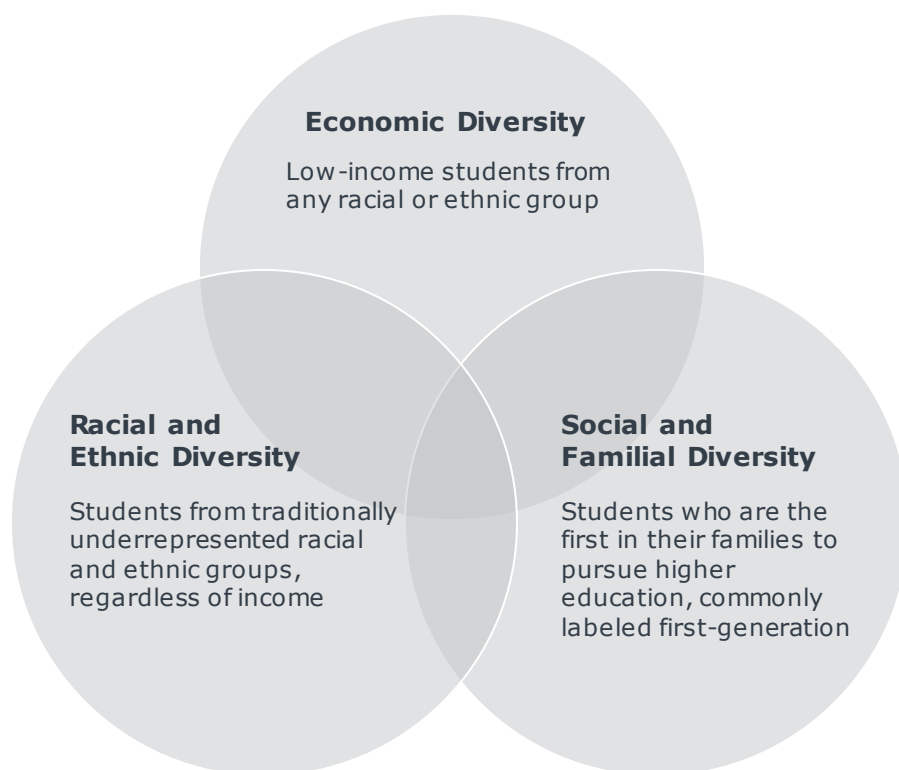 Economic Diversity
Low-income students from
any racial or ethnic group
Racial and
Ethnic Diversity
Students from traditionally
underrepresented racial
and ethnic groups,
regardless of income
Social and
Familial Diversity
Students who are the
first in their families to
pursue higher
education, commonly
labeled first-generation